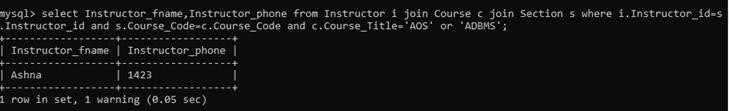 mysql> select Instructor_fname,Instructor_phone from Instructor i join Course c join Section s where i.Instructor_id=s
.Instructor_id and s.Course_Code=c.Course_Code and c.Course_Title='AOS' or 'ADBMS';
+------------------+------------------+
| Instructor_fname | Instructor_phone |
+------------------+------------------+
| Ashna            | 1423             |
+------------------+------------------+
1 row in set, 1 warning (0.05 sec)